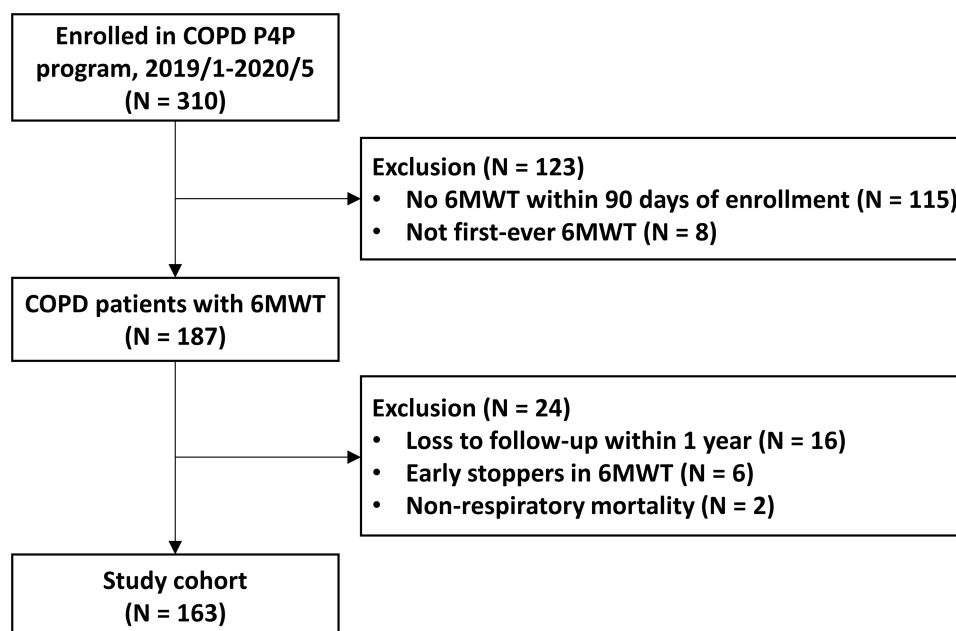 Enrolled in COPD P4P
program, 2019/1-2020/5
(N = 310)
Exclusion (N = 123)
• No 6MWT within 90 days of enrollment (N = 115)
• Not first-ever 6MWT (N = 8)
COPD patients with 6MWT
(N = 187)
Exclusion (N = 24)
• Loss to follow-up within 1 year (N = 16)
• Early stoppers in 6MWT (N = 6)
• Non-respiratory mortality (N = 2)
Study cohort
(N = 163)